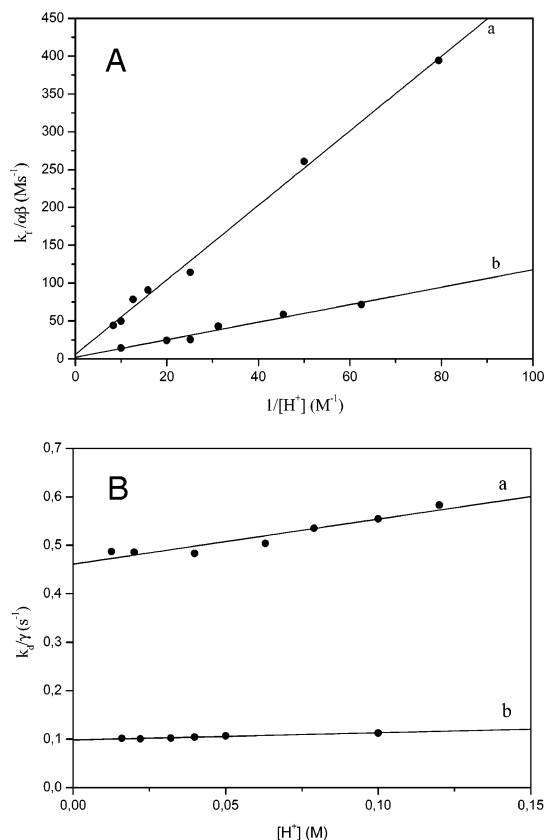 A
a
b
450
400
350
300
250
200
150
100
50
0
0 20 40 60 80 100
k_f/αβ (Ms⁻¹)
1/[H⁺] (M⁻¹)
B
a
b
0,7
0,6
0,5
0,4
0,3
0,2
0,1
0,0
0,00 0,05 0,10 0,15
k_d/γ (s⁻¹)
[H⁺] (M)